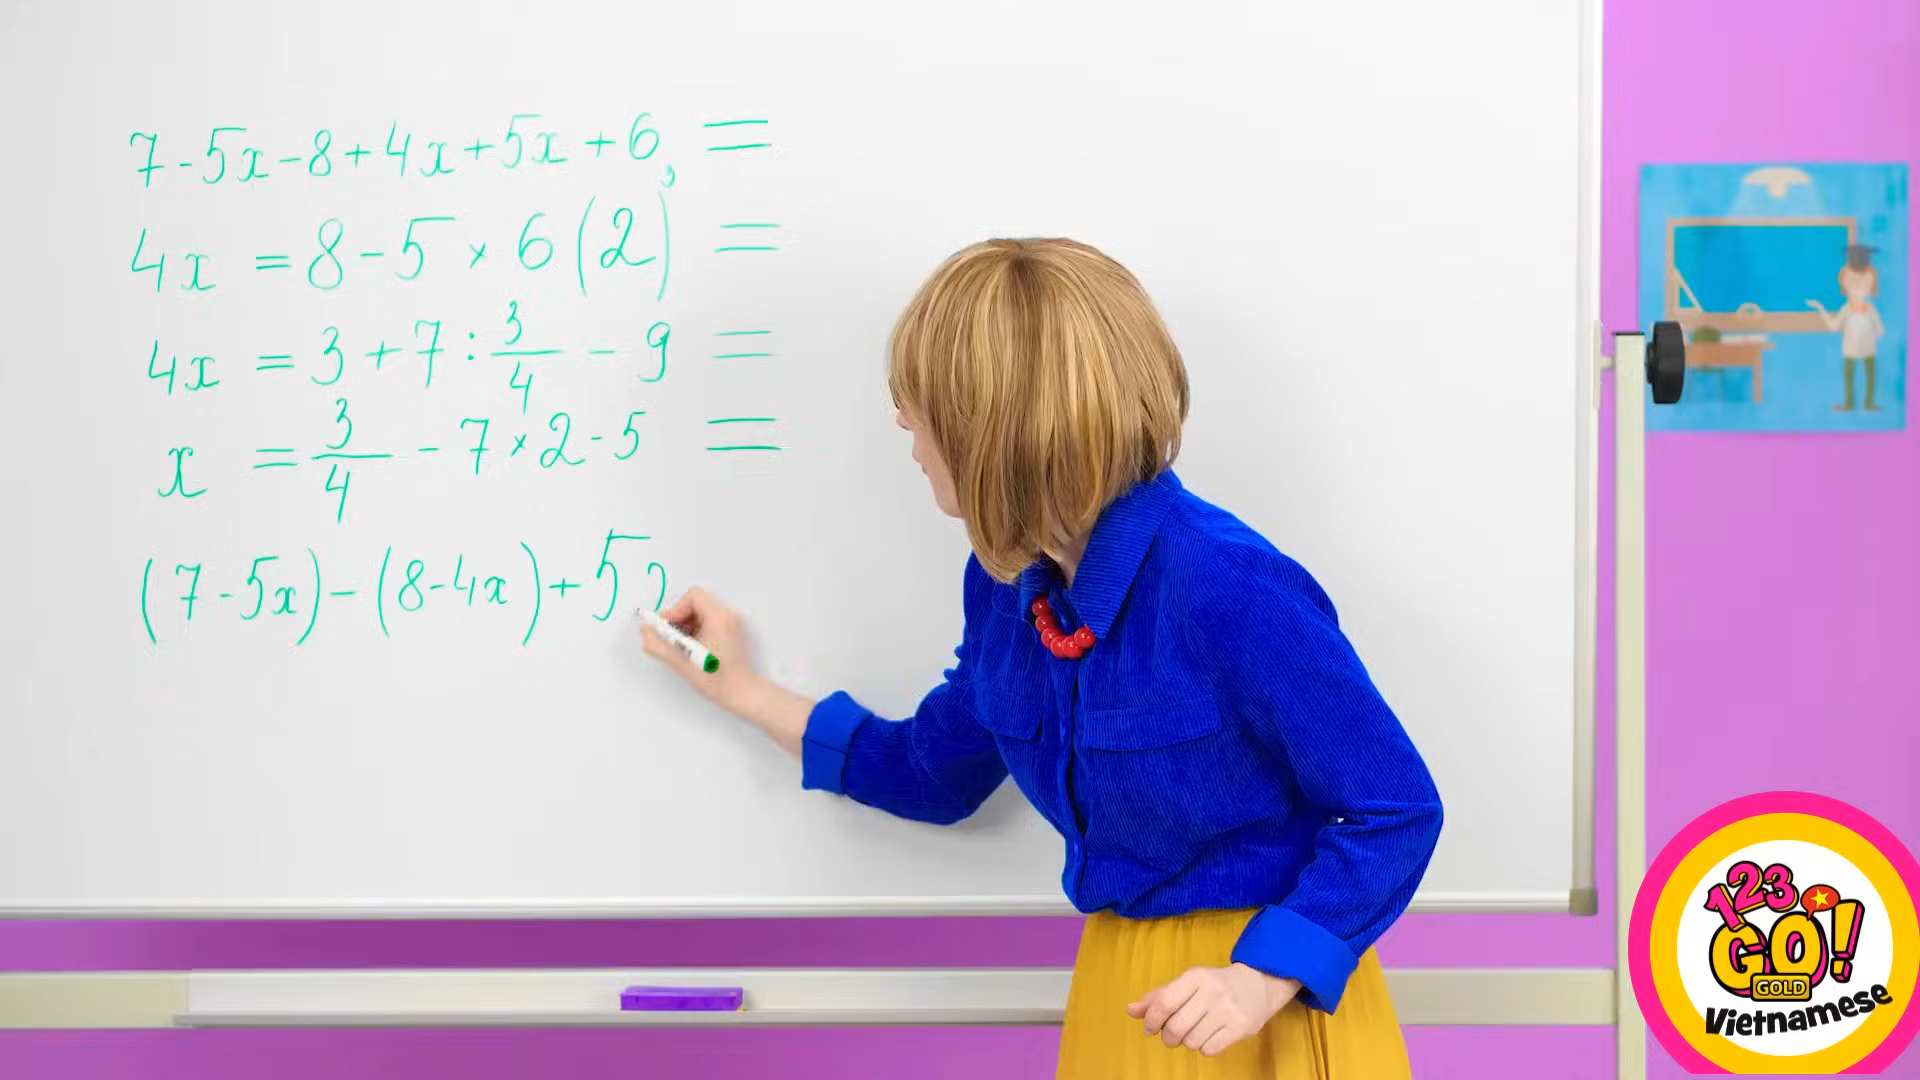 7-5x-8+4x+5x+6, =
4x = 8-5×6(2) =
4x = 3+7:3/4 - 9 =
x = 3/4 - 7×2-5 =
(7-5x)-(8-4x)+5
123
GO!
GOLD
Vietnamese